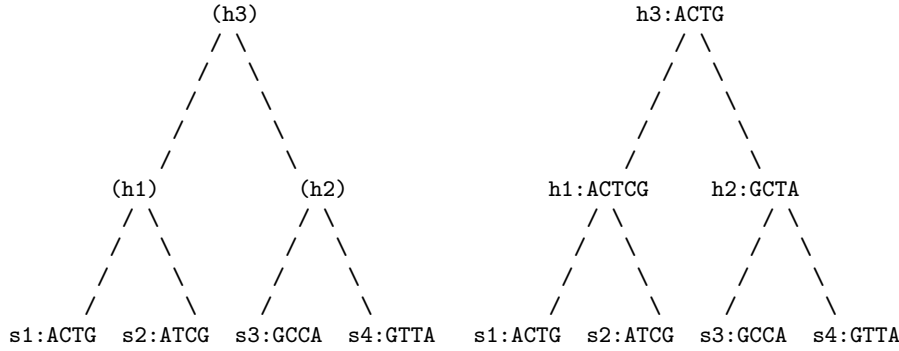 (h3) h3:ACTG
(h1) (h2) h1:ACTCG h2:GCTA
s1:ACTG s2:ATCG s3:GCCA s4:GTTA s1:ACTG s2:ATCG s3:GCCA s4:GTTA